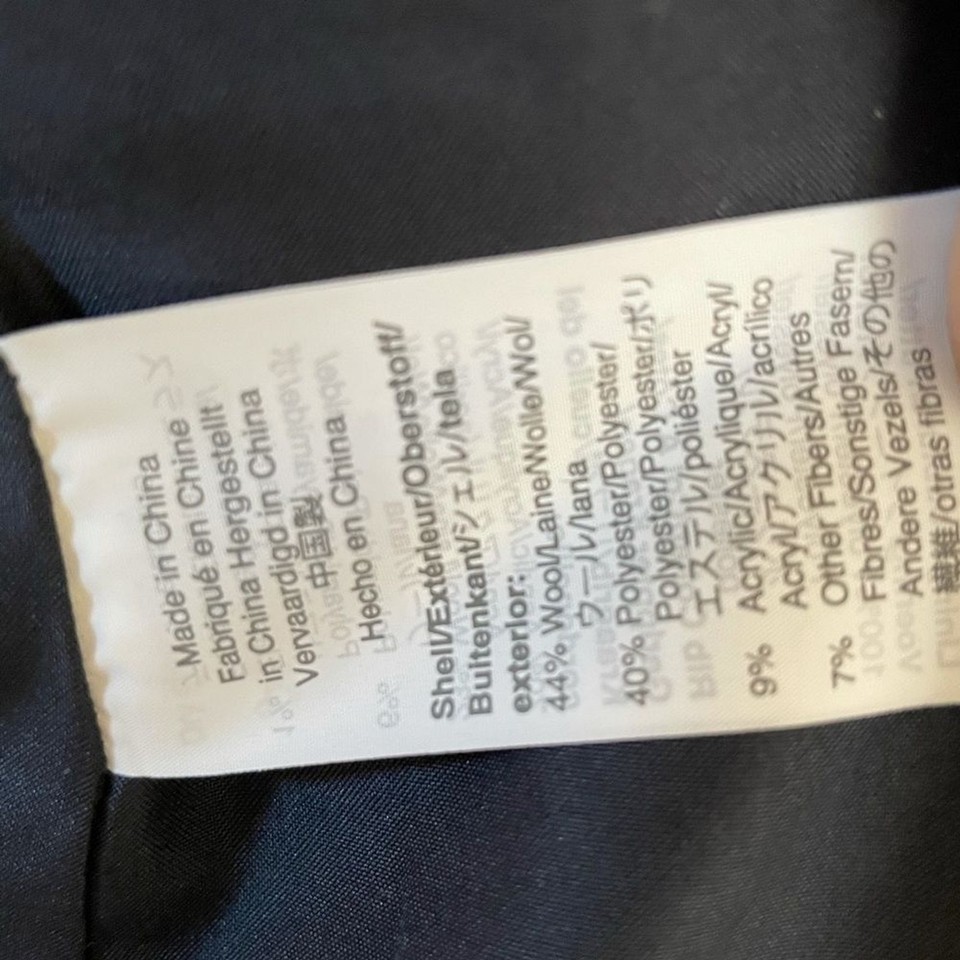 Made in China
Fabriqué en Chine
China Hergestellt
in China
Vervaardigd in China
中国製
Hecho en China
Shell/Extérieur/Oberstoff/
Buitenkant/シェル/tela
exterior:
44% Wool/Laine/Wolle/Wol/
ウール/lana
40% Polyester/Polyester/
Polyester/Polyester/ポリ
エステル/poliéster
9% Acrylic/Acrylique/Acryl/
Acryl/アクリル/acrílico
7% Other Fibers/Autres
Fibres/Sonstige Fasern/
Andere Vezels/その他の
繊維/otras fibras